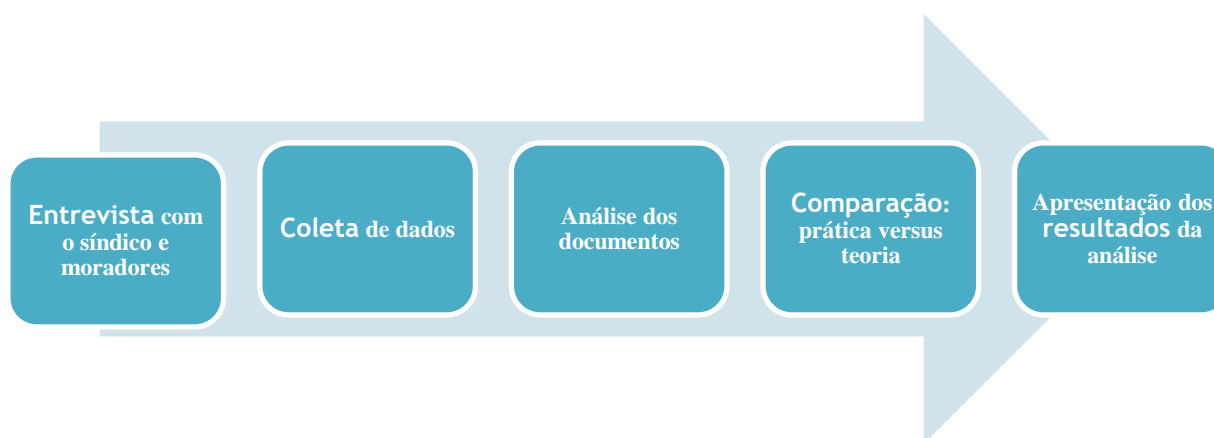 Entrevista com
o síndico e
moradores
Coleta de dados
Análise dos
documentos
Comparação:
prática versus
teoria
Apresentação dos
resultados da
análise